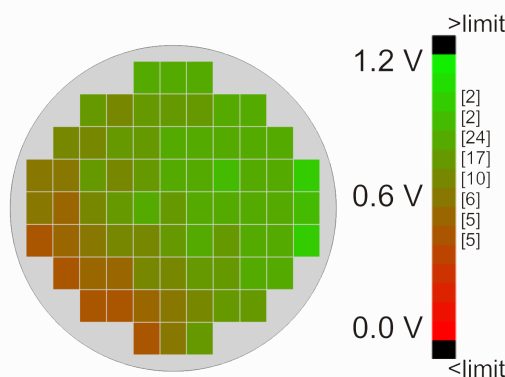 >limit
1.2 V
[2]
[2]
[24]
[17]
[10]
0.6 V
[6]
[5]
[5]
0.0 V
<limit